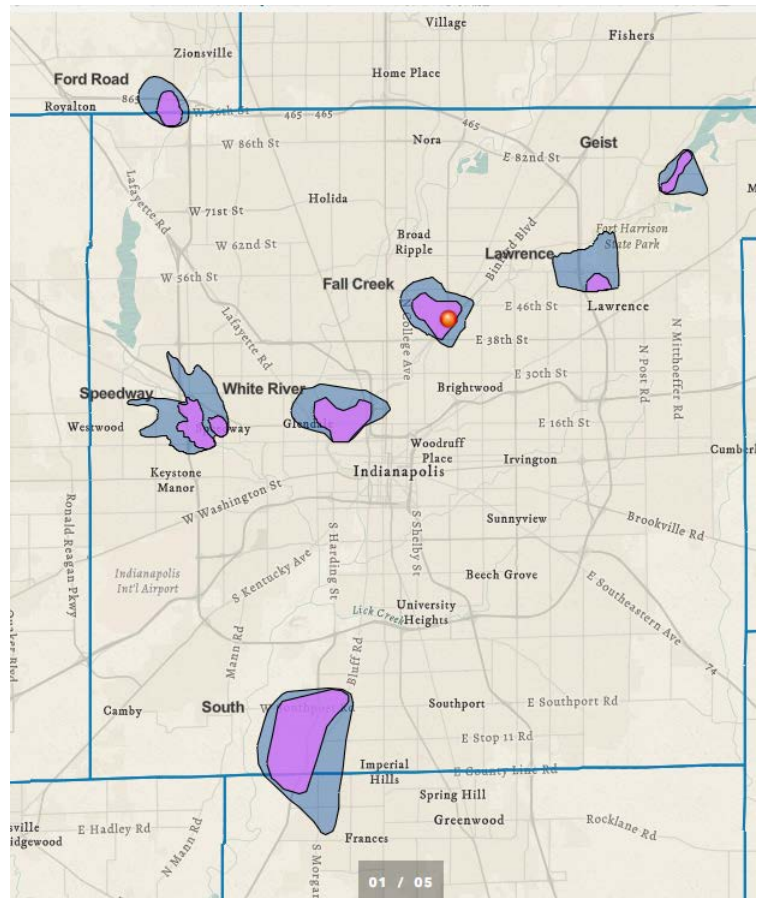 Village
Fishers
Zionsville
Home Place
Ford Road
865
Royalton
W 96th St
465 465
465
W 86th St
Nora
E 82nd St
Geist
Lafayette Rd
W 71st St
Holida
Broad
Ripple
Binford Blvd
Fort Harrison
State Park
M
W 62nd St
Lawrence
W 56th St
Fall Creek
N College Ave
E 46th St
Lawrence
Lafayette Rd
E 38th St
N Post Rd
N Mitthoeffer Rd
E 30th St
Speedway
White River
Brightwood
Westwood
Glendale
E 16th St
Woodruff
Place
Cumberl
Keystone
Manor
Indianapolis
Irvington
W Washington St
Ronald Reagan Pkwy
Sunnyview
Brookville Rd
S Harding St
S Shelby St
Indianapolis
Int'l Airport
S Kentucky Ave
Beech Grove
E Southeastern Ave
University
Heights
Lick Creek
Quaker Blvd
Mann Rd
Bluff Rd
74
South
Camby
W Southport Rd
Southport
E Southport Rd
E Stop 11 Rd
Imperial
Hills
E County Line Rd
Spring Hill
sville
idgewood
E Hadley Rd
N Mann Rd
Greenwood
Rocklane Rd
Frances
S Morgan
01 / 05